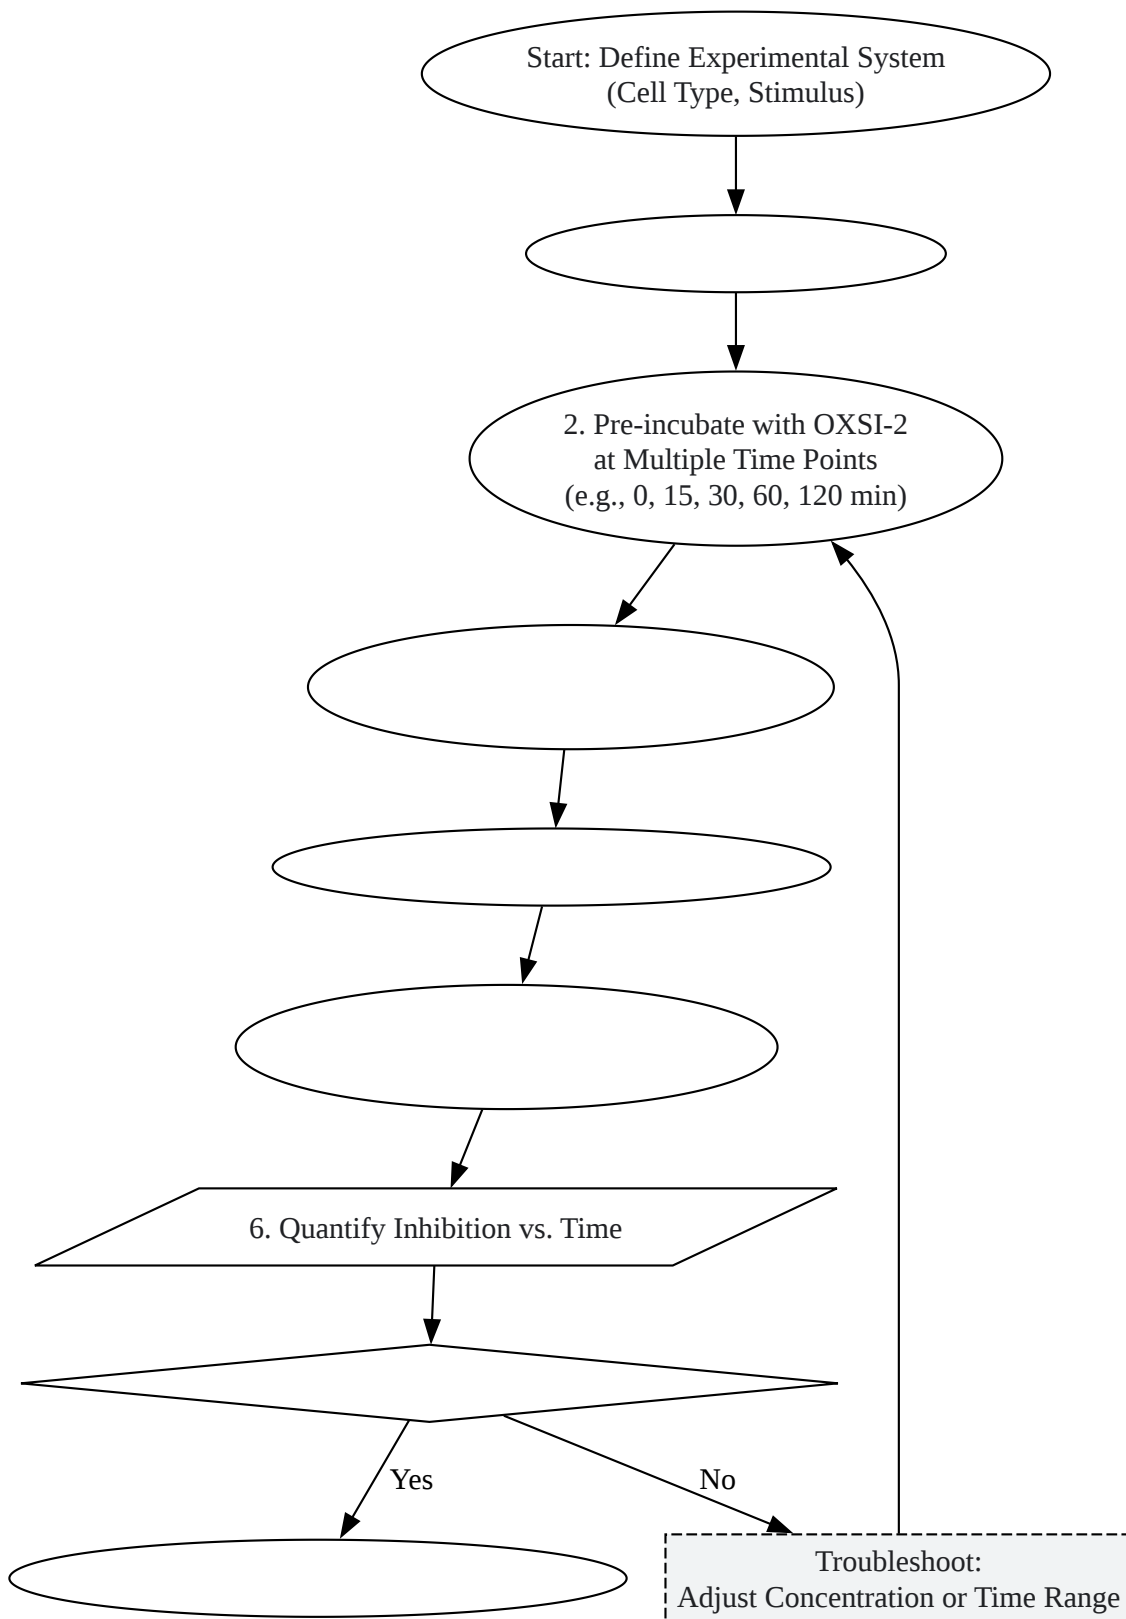 Start: Define Experimental System
(Cell Type, Stimulus)
2. Pre-incubate with OXSI-2
at Multiple Time Points
(e.g., 0, 15, 30, 60, 120 min)
6. Quantify Inhibition vs. Time
Yes
No
Troubleshoot:
Adjust Concentration or Time Range